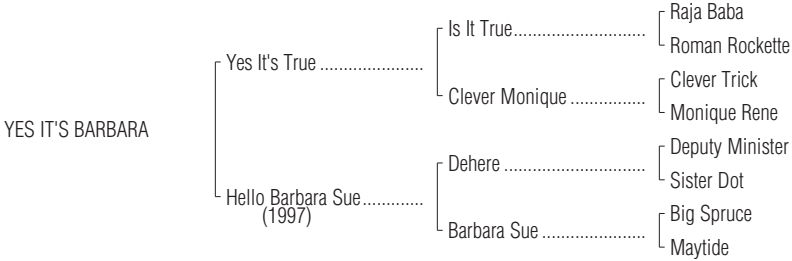 Raja Baba
Is It True............................
Roman Rockette
Yes It's True ......................
Clever Trick
Clever Monique ................
Monique Rene
YES IT'S BARBARA
Deputy Minister
Dehere ..............................
Sister Dot
Hello Barbara Sue.............
(1997)
Big Spruce
Barbara Sue ......................
Maytide